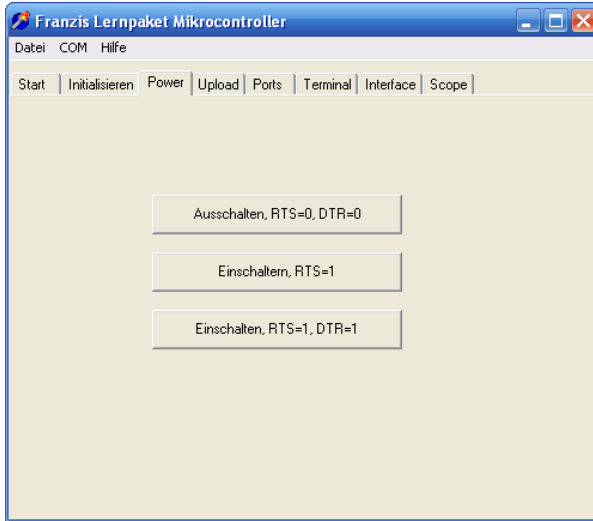 Franzis Lernpaket Mikrocontroller
Datei COM Hilfe
Start Initialisieren Power Upload Ports Terminal Interface Scope
Ausschalten, RTS=0, DTR=0
Einschaltern, RTS=1
Einschalten, RTS=1, DTR=1